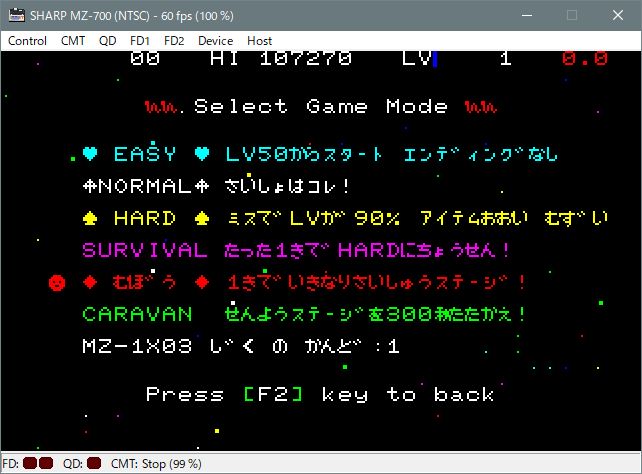 SHARP MZ-700 (NTSC) - 60 fps (100 %)
Control CMT QD FD1 FD2 Device Host
00 HI 107270 LV 1 0.0
Select Game Mode
♥ EASY ♥ LV50からスタート エンディングなし
♠NORMAL♠ さいしょはコレ!
♠ HARD ♠ ミスでLVが90% アイテムおおい むずい
SURVIVAL たった1きでHARDにちょうせん!
♦ むぼう ♦ 1きでいきなりさいしゅうステージ!
CARAVAN せんようステージを300秒たたかえ!
MZ-1X03 じく の かんど:1
Press [F2] key to back
FD: QD: CMT: Stop (99 %)